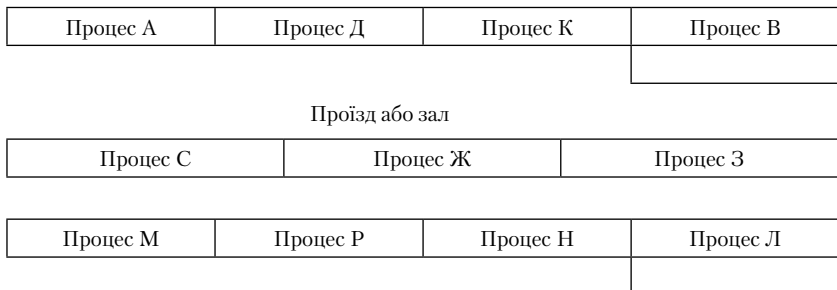 Процес А Процес Д Процес К Процес В
Проїзд або зал
Процес С Процес Ж Процес З
Процес М Процес Р Процес Н Процес Л